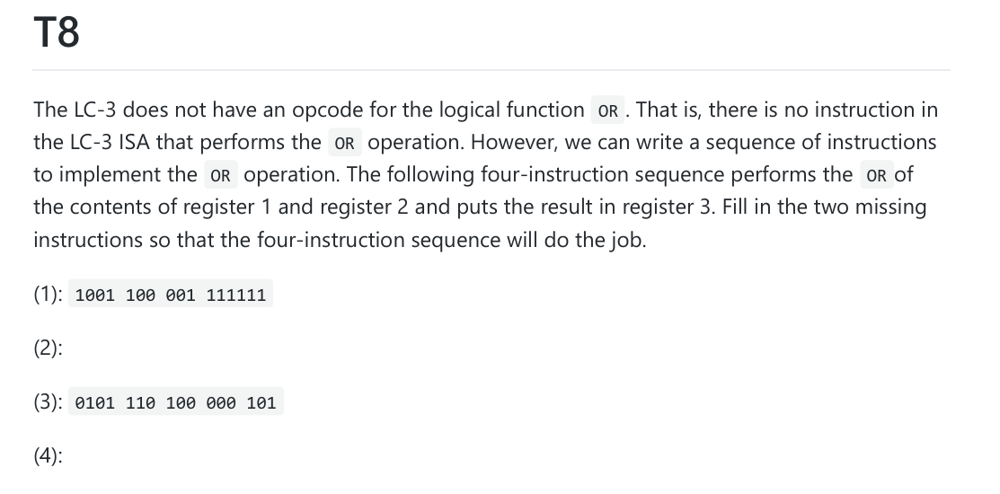 T8
The LC-3 does not have an opcode for the logical function OR. That is, there is no instruction in
the LC-3 ISA that performs the OR operation. However, we can write a sequence of instructions
to implement the OR operation. The following four-instruction sequence performs the OR of
the contents of register 1 and register 2 and puts the result in register 3. Fill in the two missing
instructions so that the four-instruction sequence will do the job.
(1): 1001 100 001 111111
(2):
(3): 0101 110 100 000 101
(4):